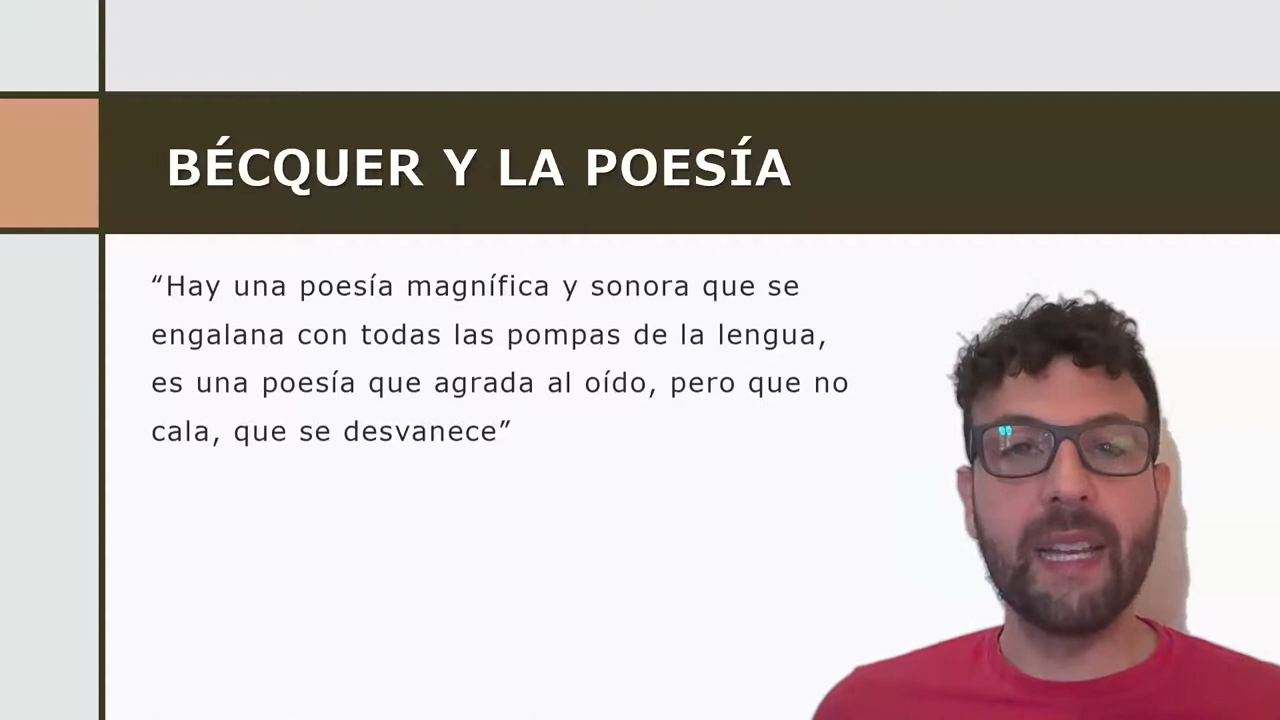 BÉCQUER Y LA POESÍA
“Hay una poesía magnífica y sonora que se
engalana con todas las pompas de la lengua,
es una poesía que agrada al oído, pero que no
cala, que se desvanece”